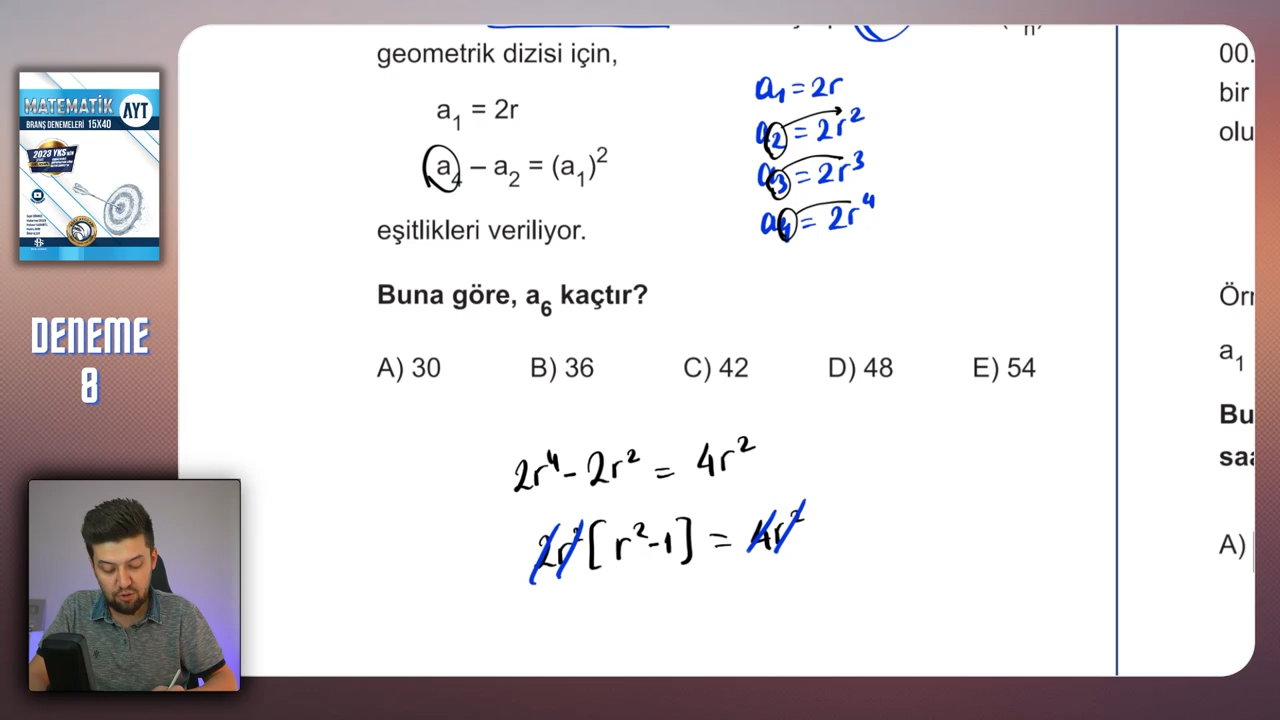 geometrik dizisi için,
a₁ = 2r
a₄ – a₂ = (a₁)²
eşitlikleri veriliyor.
Buna göre, a₆ kaçtır?
A) 30 B) 36 C) 42 D) 48 E) 54
a₁ = 2r
a₂ = 2r²
a₃ = 2r³
a₄ = 2r⁴
2r⁴ - 2r² = 4r²
2r² [r²-1] = 4r²
MATEMATİK AYT
BRANŞ DENEMELERİ 15X40
2023 YKS'NİN
DENEME
8
00.
bir
olu
a₁
Bu
saa
A)